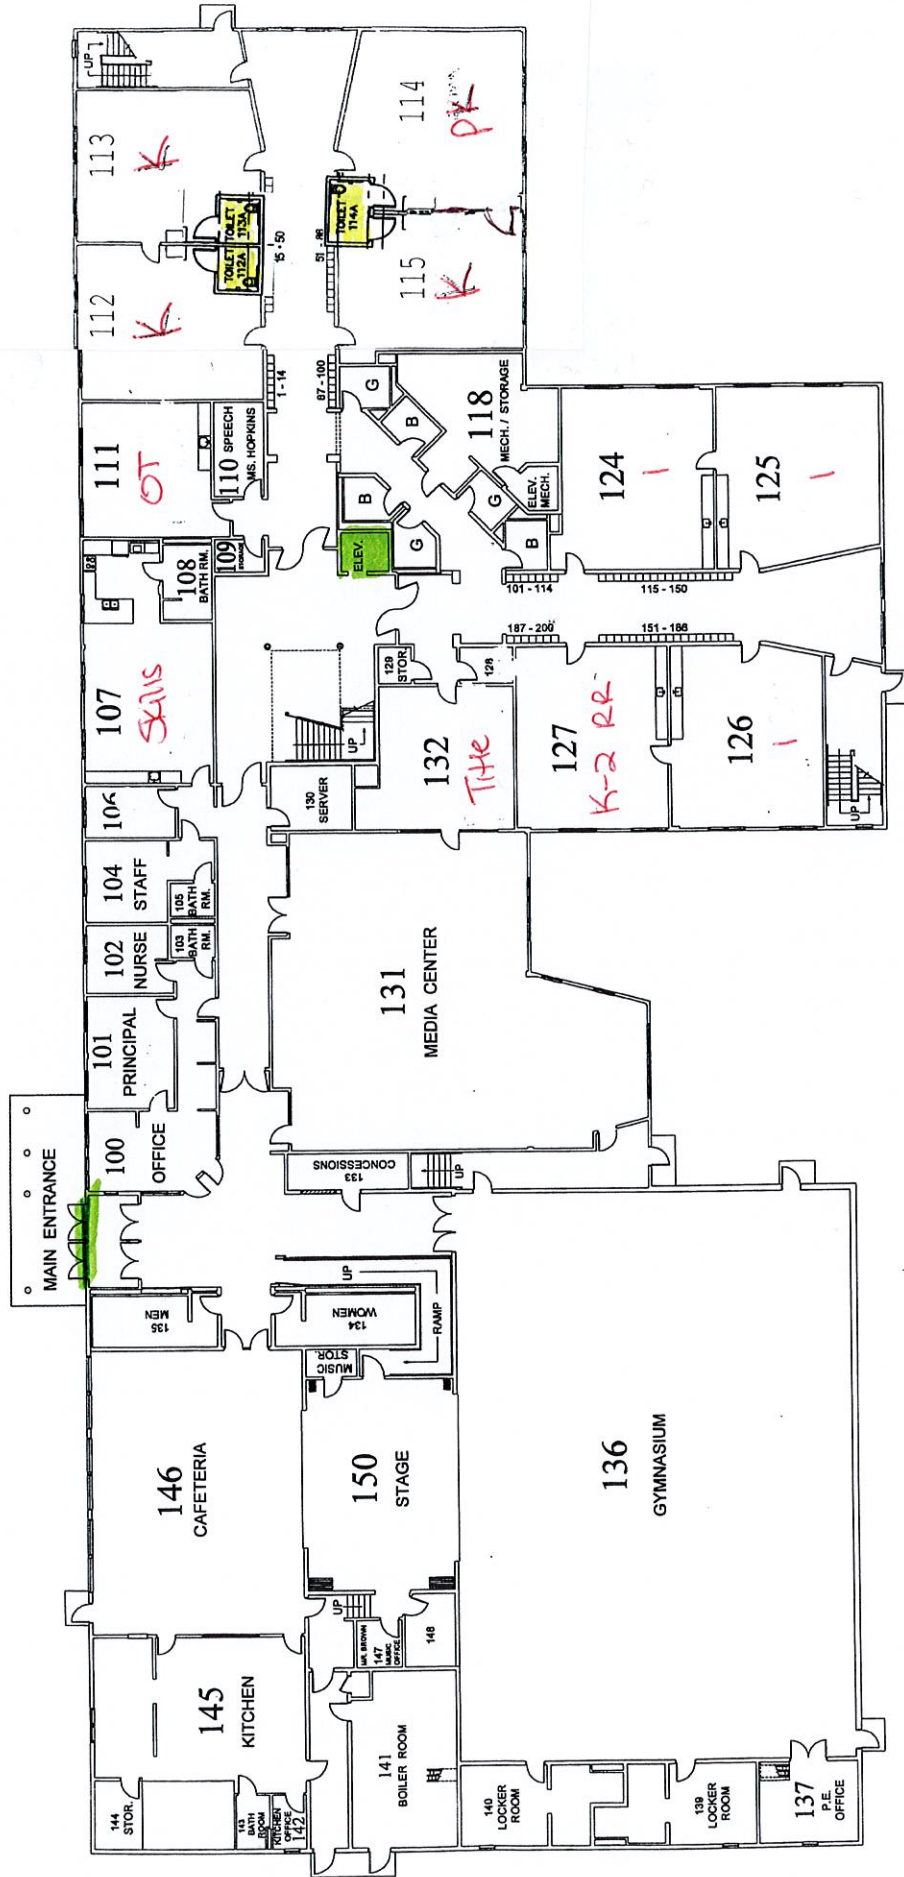 MAIN ENTRANCE
144
STOR.
143
BATH
ROOM
KITCHEN
OFFICE
142
145
KITCHEN
146
CAFETERIA
135
MEN
134
WOMEN
MUSIC
STOR.
UP
RAMP
150
STAGE
UP
MR. BROWN
147
MUSIC
OFFICE
148
141
BOILER ROOM
140
LOCKER
ROOM
139
LOCKER
ROOM
137
P.E.
OFFICE
136
GYMNASIUM
133
CONCESSIONS
UP
100
OFFICE
101
PRINCIPAL
102
NURSE
103
BATH
RM.
104
STAFF
105
BATH
RM.
106
131
MEDIA CENTER
130
SERVER
UP
107
Skills
108
BATH RM.
109
STORAGE
110 SPEECH
MS. HOPKINS
111
OT
112
K
113
K
TOILET
112A
TOILET
113A
UP
15 - 50
51 - 86
1 - 14
87 - 100
114
PK
TOILET
114A
115
K
G
B
B
G
ELEV.
G
B
118
MECH. / STORAGE
ELEV.
MECH.
124
1
125
1
101 - 114
115 - 150
187 - 200
151 - 186
129
STOR.
128
132
Title
127
K-2 RR
126
1
UP